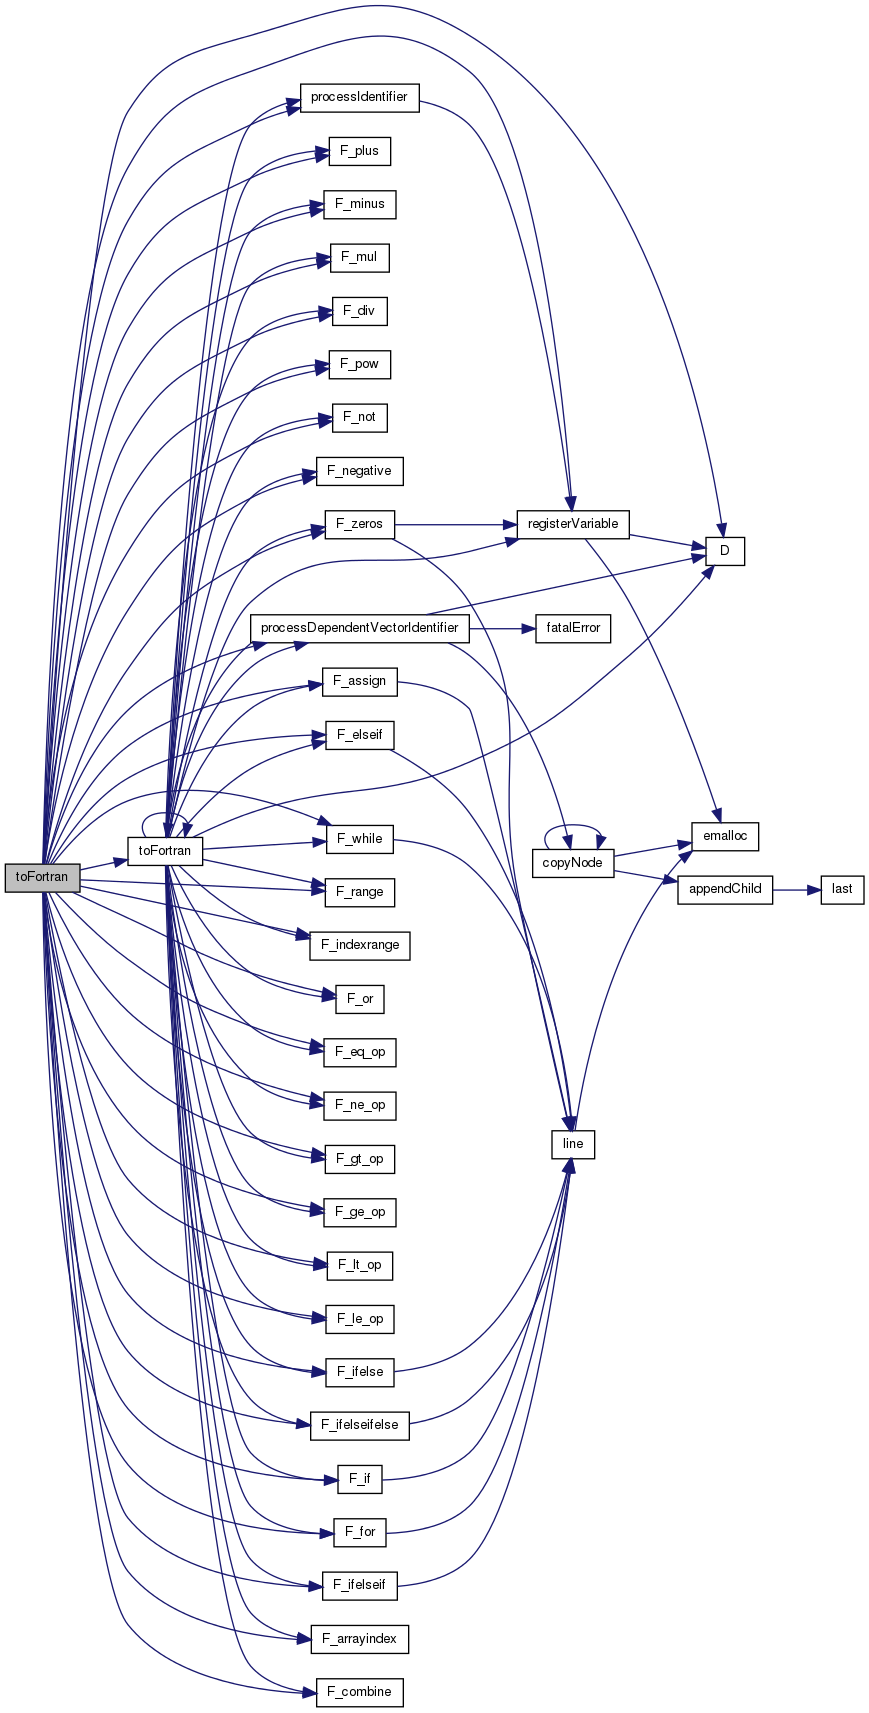 processIdentifier
F_plus
F_minus
F_mul
F_div
F_pow
F_not
F_negative
F_zeros
registerVariable
D
processDependentVectorIdentifier
fatalError
F_assign
F_elseif
F_while
emalloc
toFortran
copyNode
toFortran
F_range
appendChild
last
F_indexrange
F_or
F_eq_op
F_ne_op
line
F_gt_op
F_ge_op
F_lt_op
F_le_op
F_ifelse
F_ifelseifelse
F_if
F_for
F_ifelseif
F_arrayindex
F_combine